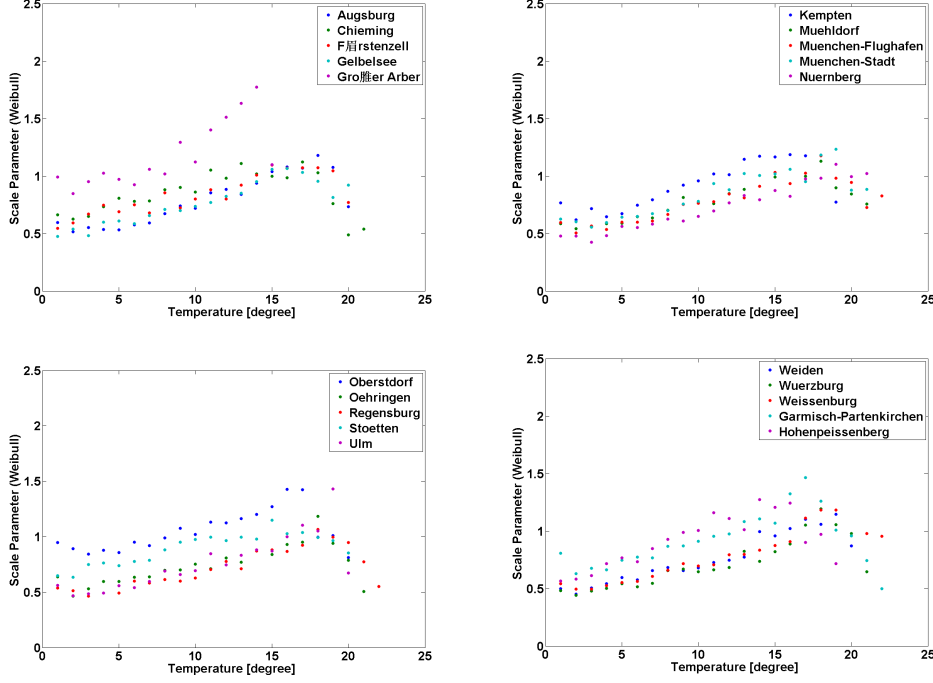 2.5
2
1.5
1
0.5
0
0 5 10 15 20 25
Scale Parameter (Weibull)
Temperature [degree]
Augsburg
Chieming
F眉rstenzell
Gelbelsee
Gro脽er Arber
2.5
2
1.5
1
0.5
0
0 5 10 15 20 25
Scale Parameter (Weibull)
Temperature [degree]
Kempten
Muehldorf
Muenchen-Flughafen
Muenchen-Stadt
Nuernberg
2.5
2
1.5
1
0.5
0
0 5 10 15 20 25
Scale Parameter (Weibull)
Temperature [degree]
Oberstdorf
Oehringen
Regensburg
Stoetten
Ulm
2.5
2
1.5
1
0.5
0
0 5 10 15 20 25
Scale Parameter (Weibull)
Temperature [degree]
Weiden
Wuerzburg
Weissenburg
Garmisch-Partenkirchen
Hohenpeissenberg